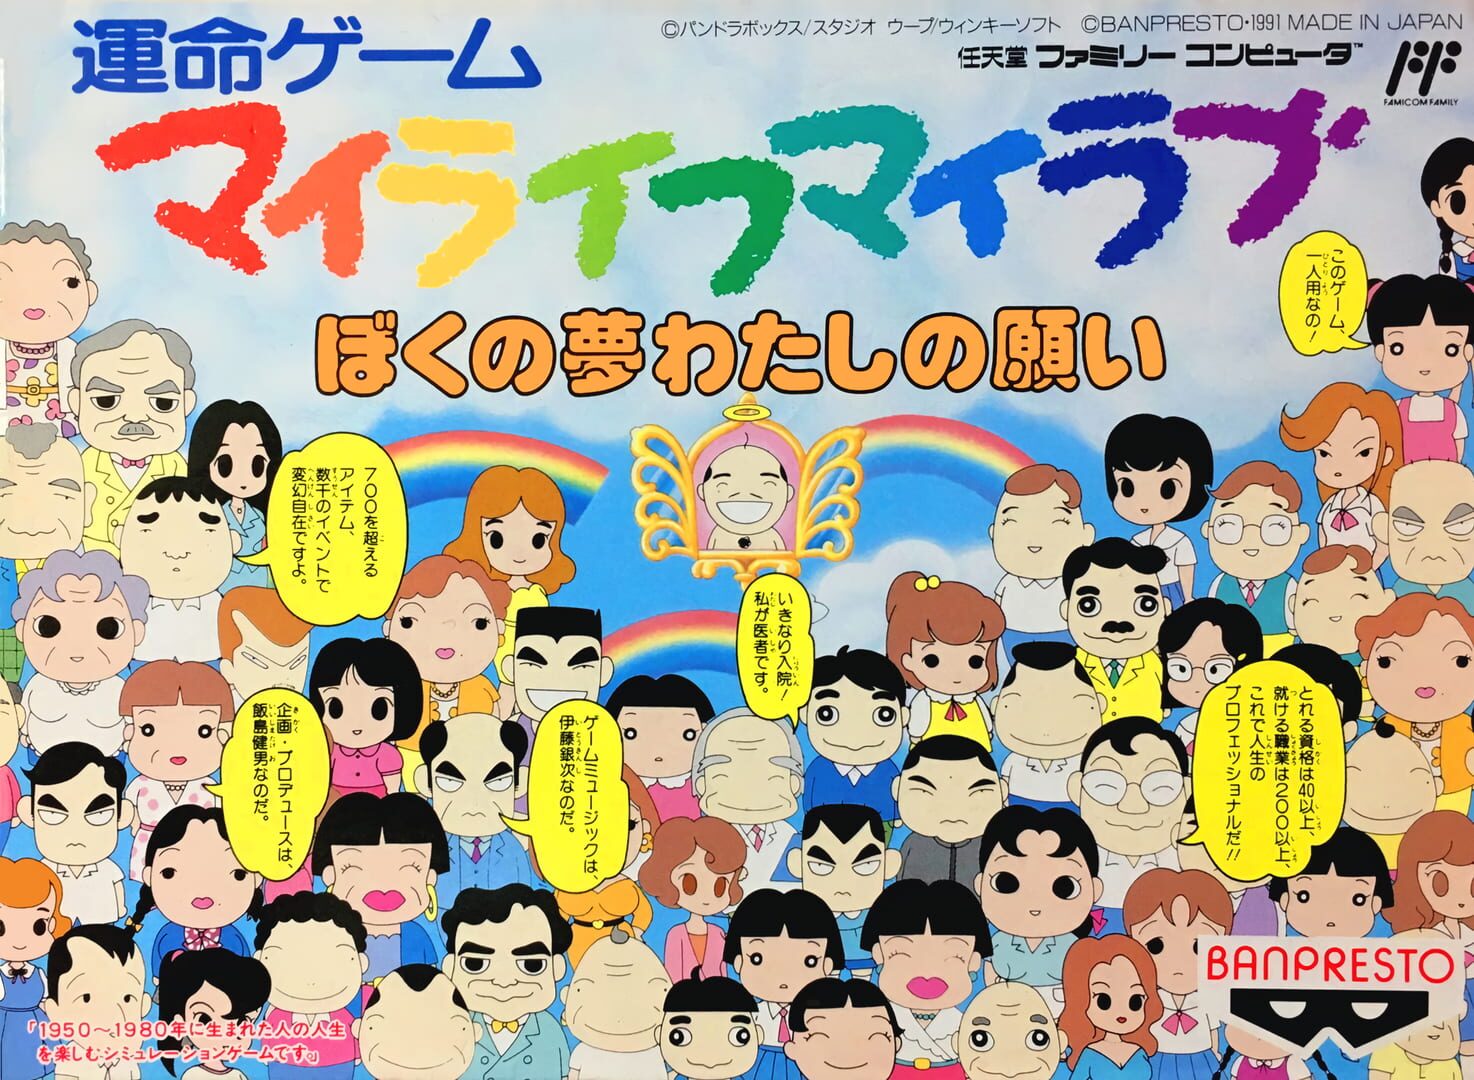 ©パンドラボックス/スタジオ ウープ/ウィンキーソフト ©BANPRESTO・1991 MADE IN JAPAN
任天堂 ファミリー コンピュータ™
FAMICOM FAMILY
運命ゲーム
マイライフマイラブ
ぼくの夢わたしの願い
このゲーム、
一人用なの!
700を超える
アイテム、
数千のイベントで
変幻自在ですよ。
いきなり入院!
私が医者です。
とれる資格は40以上、
就ける職業は200以上、
これで人生の
プロフェッショナルだ!!
企画・プロデュースは、
飯島健男なのだ。
ゲームミュージックは、
伊藤銀次なのだ。
BANPRESTO
「1950〜1980年に生まれた人の人生
を楽しむシミュレーションゲームです」